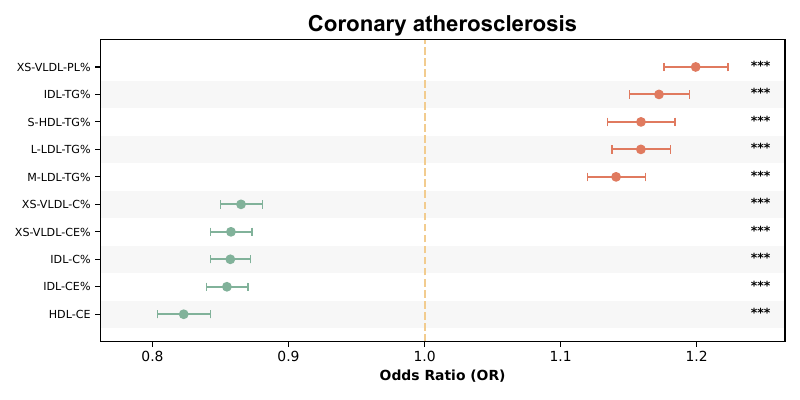 Coronary atherosclerosis
XS-VLDL-PL% ***
IDL-TG% ***
S-HDL-TG% ***
L-LDL-TG% ***
M-LDL-TG% ***
XS-VLDL-C% ***
XS-VLDL-CE% ***
IDL-C% ***
IDL-CE% ***
HDL-CE ***
0.8 0.9 1.0 1.1 1.2
Odds Ratio (OR)